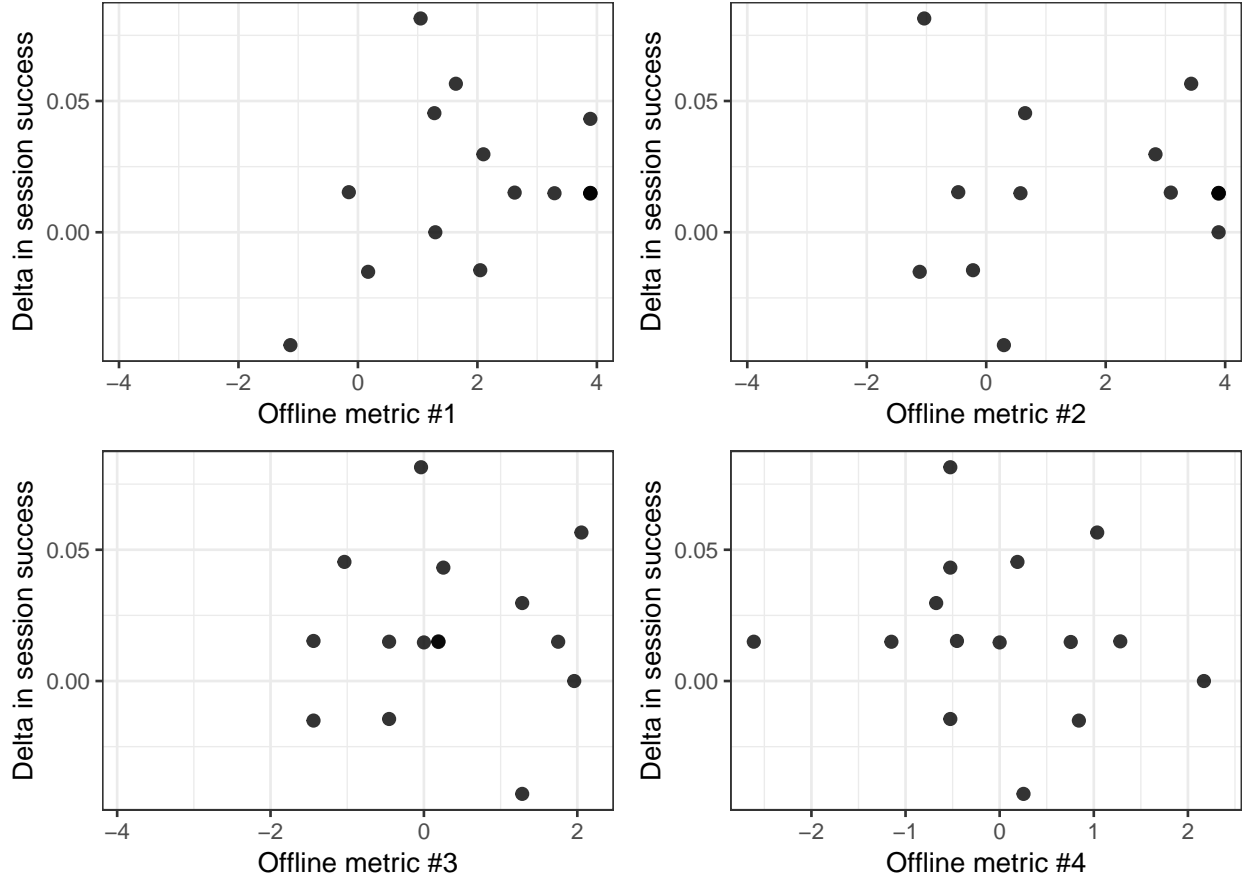 Delta in session success
0.05
0.00
−4 −2 0 2 4
Offline metric #1
Delta in session success
0.05
0.00
−4 −2 0 2 4
Offline metric #2
Delta in session success
0.05
0.00
−4 −2 0 2
Offline metric #3
Delta in session success
0.05
0.00
−2 −1 0 1 2
Offline metric #4